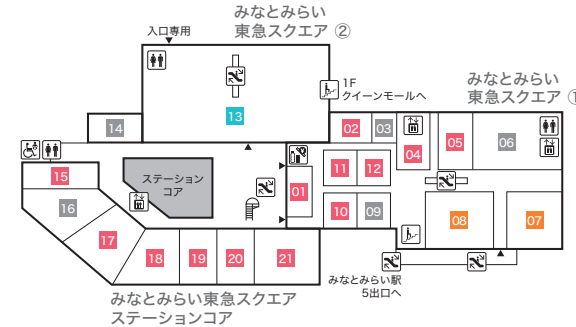 みなとみらい
東急スクエア ②
入口専用
1F
クイーンモールへ
みなとみらい
東急スクエア ①
13
14
02
03
04
05
06
15
16
17
18
19
20
21
ステーション
コア
01
11
12
10
09
08
07
みなとみらい駅
5出口へ
みなとみらい東急スクエア
ステーションコア